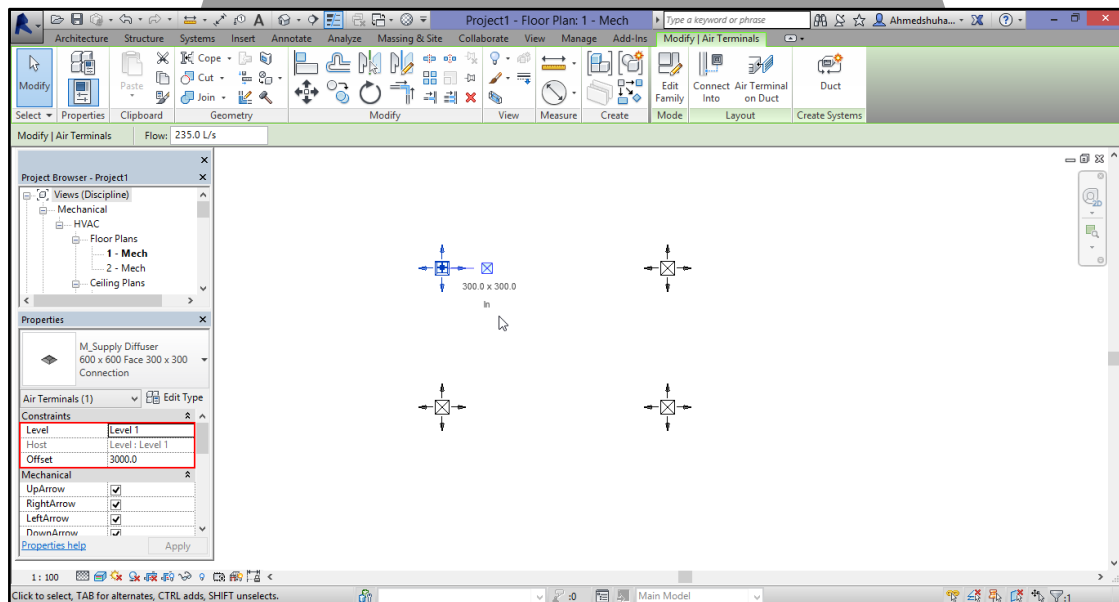 Project1 - Floor Plan: 1 - Mech
Type a keyword or phrase
Ahmedshuha...
Architecture Structure Systems Insert Annotate Analyze Massing & Site Collaborate View Manage Add-Ins Modify | Air Terminals
Modify
Paste
Cope
Cut
Join
Edit Family
Connect Into
Air Terminal on Duct
Duct
Select Properties Clipboard Geometry Modify View Measure Create Mode Layout Create Systems
Modify | Air Terminals Flow: 235.0 L/s
Project Browser - Project1
Views (Discipline)
Mechanical
HVAC
Floor Plans
1 - Mech
2 - Mech
Ceiling Plans
300.0 x 300.0
In
2D
Properties
M_Supply Diffuser
600 x 600 Face 300 x 300
Connection
Air Terminals (1) Edit Type
Constraints
Level Level 1
Host Level : Level 1
Offset 3000.0
Mechanical
UpArrow
RightArrow
LeftArrow
DownArrow
Properties help Apply
1 : 100
Click to select, TAB for alternates, CTRL adds, SHIFT unselects. :0 Main Model :1